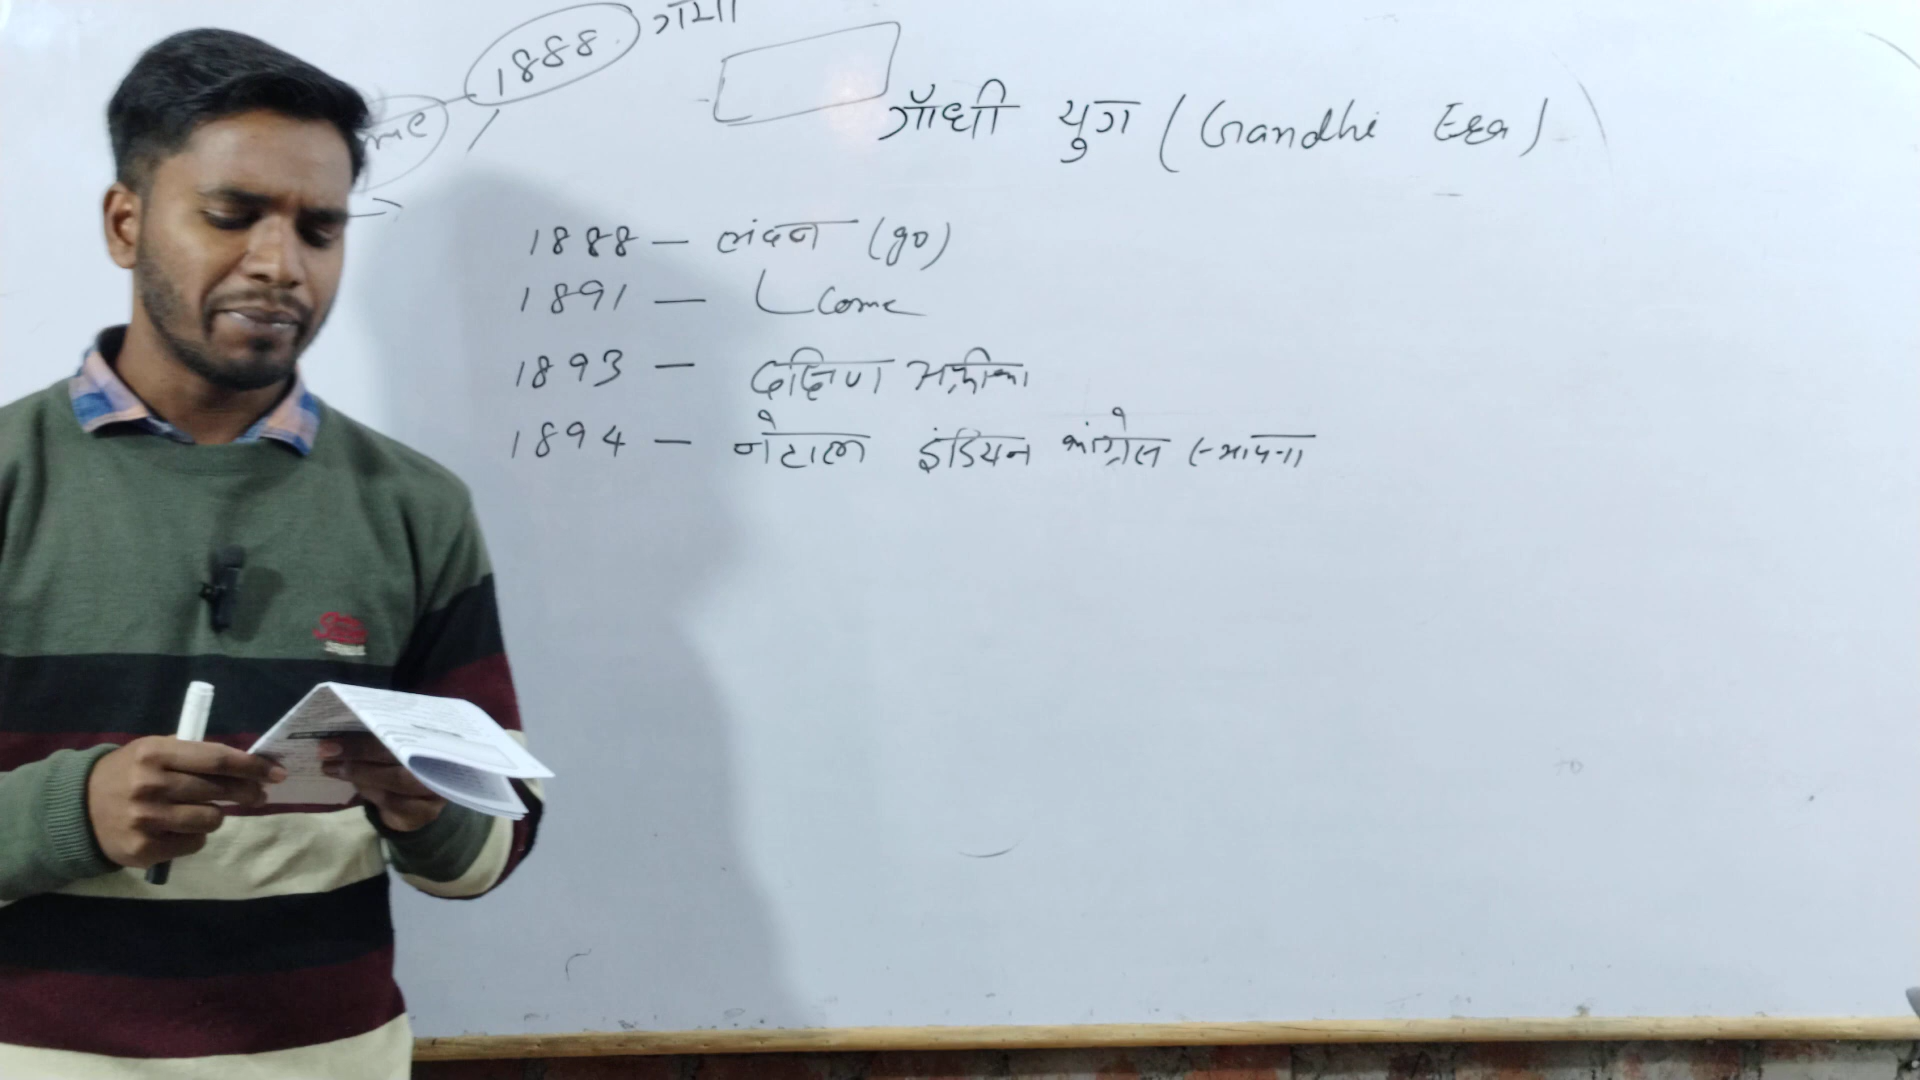 1888 गया
गाँधी युग (Gandhi Era)
1888 – लंदन (go)
1891 – Come
1893 – दक्षिण अफ्रीका
1894 – नेटाल इंडियन कांग्रेस स्थापना